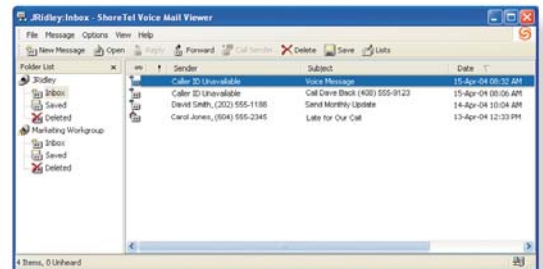 JRidley:Inbox - ShoreTel Voice Mail Viewer
File Message Options View Help
New Message Open Reply Forward Call Sender Delete Save Lists
Folder List x ! Sender Subject Date
JRidley
Inbox
Saved
Deleted
Marketing Workgroup
Inbox
Saved
Deleted
Caller ID Unavailable Voice Message 15-Apr-04 08:32 AM
Caller ID Unavailable Call Dave Back (408) 555-9123 15-Apr-04 08:06 AM
David Smith, (202) 555-1188 Send Monthly Update 14-Apr-04 10:04 AM
Carol Jones, (604) 555-2345 Late for Our Call 13-Apr-04 12:33 PM
4 Items, 0 Unheard